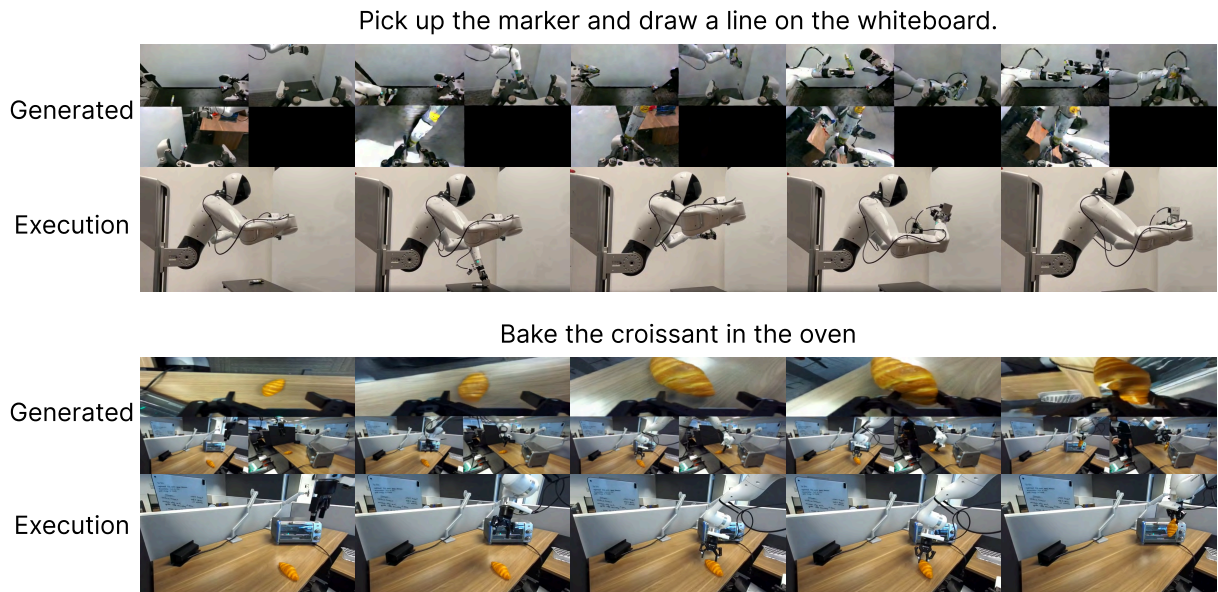 Pick up the marker and draw a line on the whiteboard.
Generated
Execution
Bake the croissant in the oven
Generated
Execution